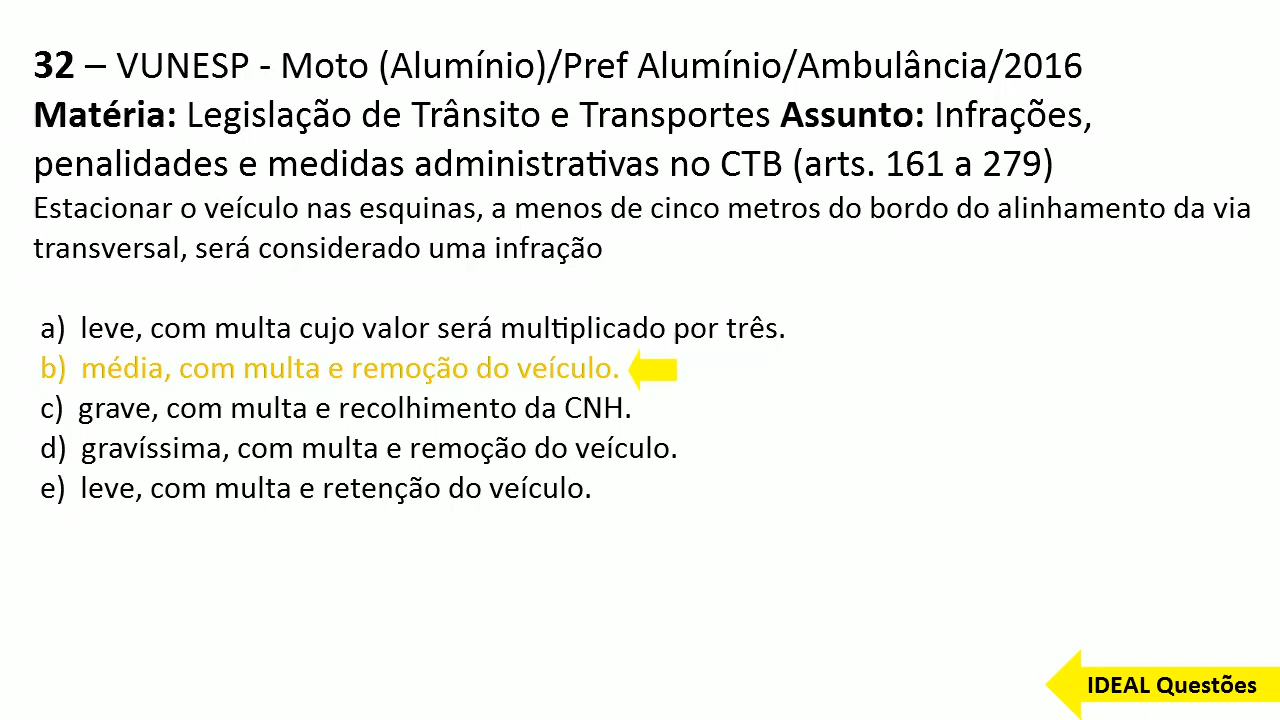 32 – VUNESP - Moto (Alumínio)/Pref Alumínio/Ambulância/2016
Matéria: Legislação de Trânsito e Transportes Assunto: Infrações,
penalidades e medidas administrativas no CTB (arts. 161 a 279)
Estacionar o veículo nas esquinas, a menos de cinco metros do bordo do alinhamento da via
transversal, será considerado uma infração
a) leve, com multa cujo valor será multiplicado por três.
b) média, com multa e remoção do veículo.
c) grave, com multa e recolhimento da CNH.
d) gravíssima, com multa e remoção do veículo.
e) leve, com multa e retenção do veículo.
IDEAL Questões